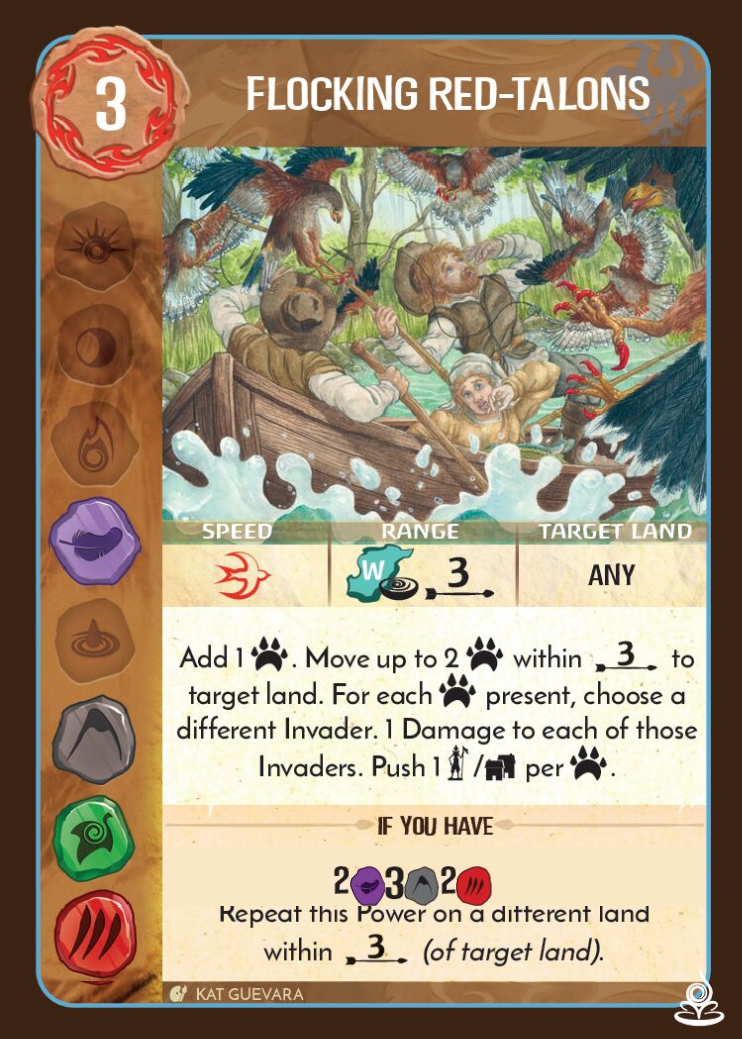 3
FLOCKING RED-TALONS
SPEED RANGE TARGET LAND
W 3 ANY
Add 1 . Move up to 2 within 3 to
target land. For each present, choose a
different Invader. 1 Damage to each of those
Invaders. Push 1 / per .
IF YOU HAVE
2 3 2
Repeat this Power on a different land
within 3 (of target land).
KAT GUEVARA